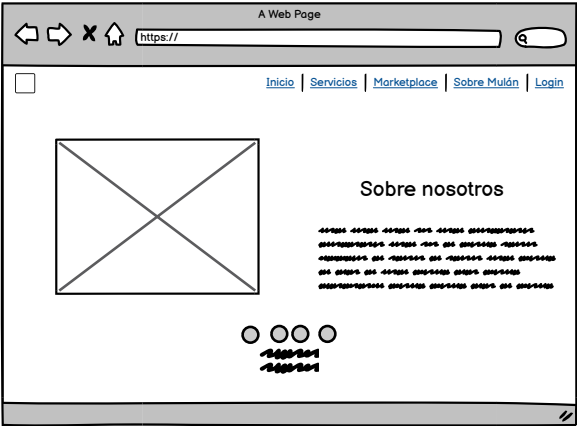 A Web Page
https://
Inicio | Servicios | Marketplace | Sobre Mulán | Login
Sobre nosotros